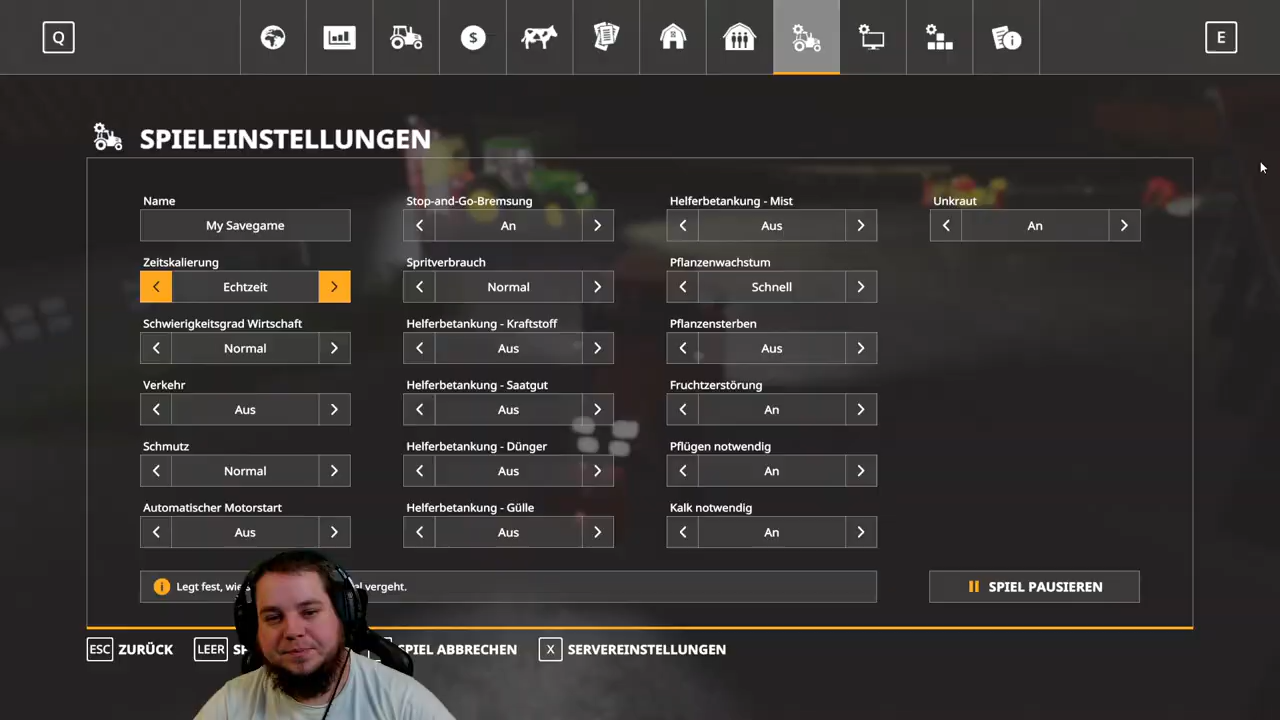 Q
E
SPIELEINSTELLUNGEN
Name
My Savegame
Zeitskalierung
Echtzeit
Schwierigkeitsgrad Wirtschaft
Normal
Verkehr
Aus
Schmutz
Normal
Automatischer Motorstart
Aus
Stop-and-Go-Bremsung
An
Spritverbrauch
Normal
Helferbetankung - Kraftstoff
Aus
Helferbetankung - Saatgut
Aus
Helferbetankung - Dünger
Aus
Helferbetankung - Gülle
Aus
Helferbetankung - Mist
Aus
Pflanzenwachstum
Schnell
Pflanzensterben
Aus
Fruchtzerstörung
An
Pflügen notwendig
An
Kalk notwendig
An
Unkraut
An
Legt fest, vergeht.
SPIEL PAUSIEREN
ESC ZURÜCK LEER SPIEL ABBRECHEN X SERVEREINSTELLUNGEN